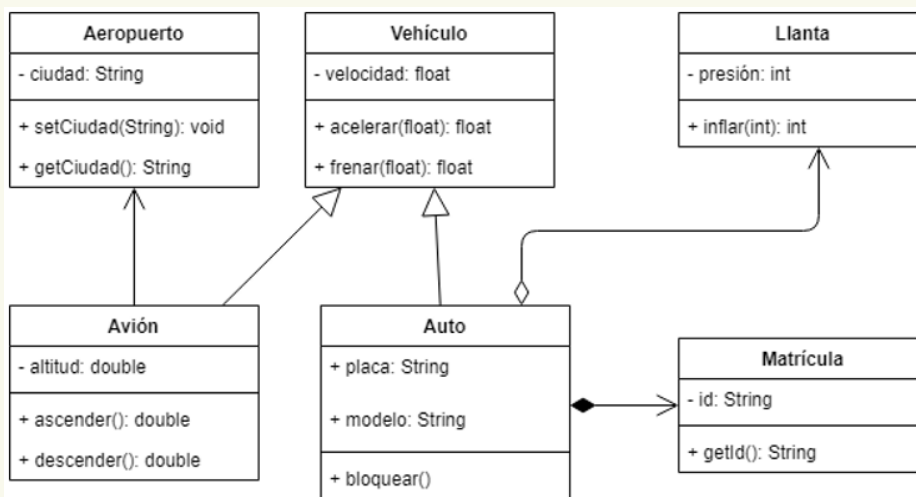 Aeropuerto
- ciudad: String
+ setCiudad(String): void
+ getCiudad(): String
Vehículo
- velocidad: float
+ acelerar(float): float
+ frenar(float): float
Llanta
- presión: int
+ inflar(int): int
Avión
- altitud: double
+ ascender(): double
+ descender(): double
Auto
+ placa: String
+ modelo: String
+ bloquear()
Matrícula
- id: String
+ getId(): String